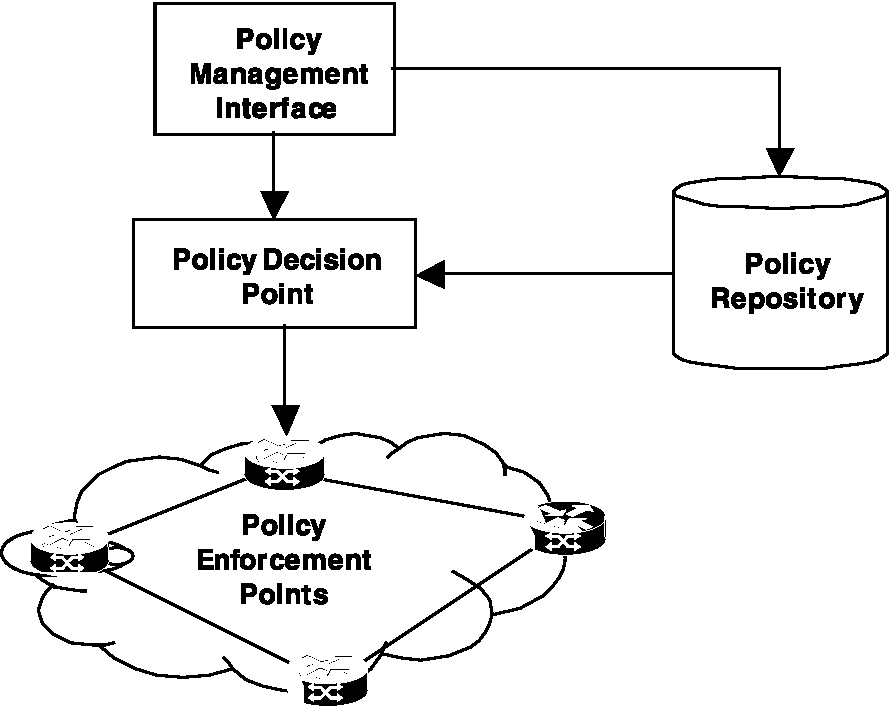 Policy
Management
Interface
Policy Decision
Point
Policy
Repository
Policy
Enforcement
Points